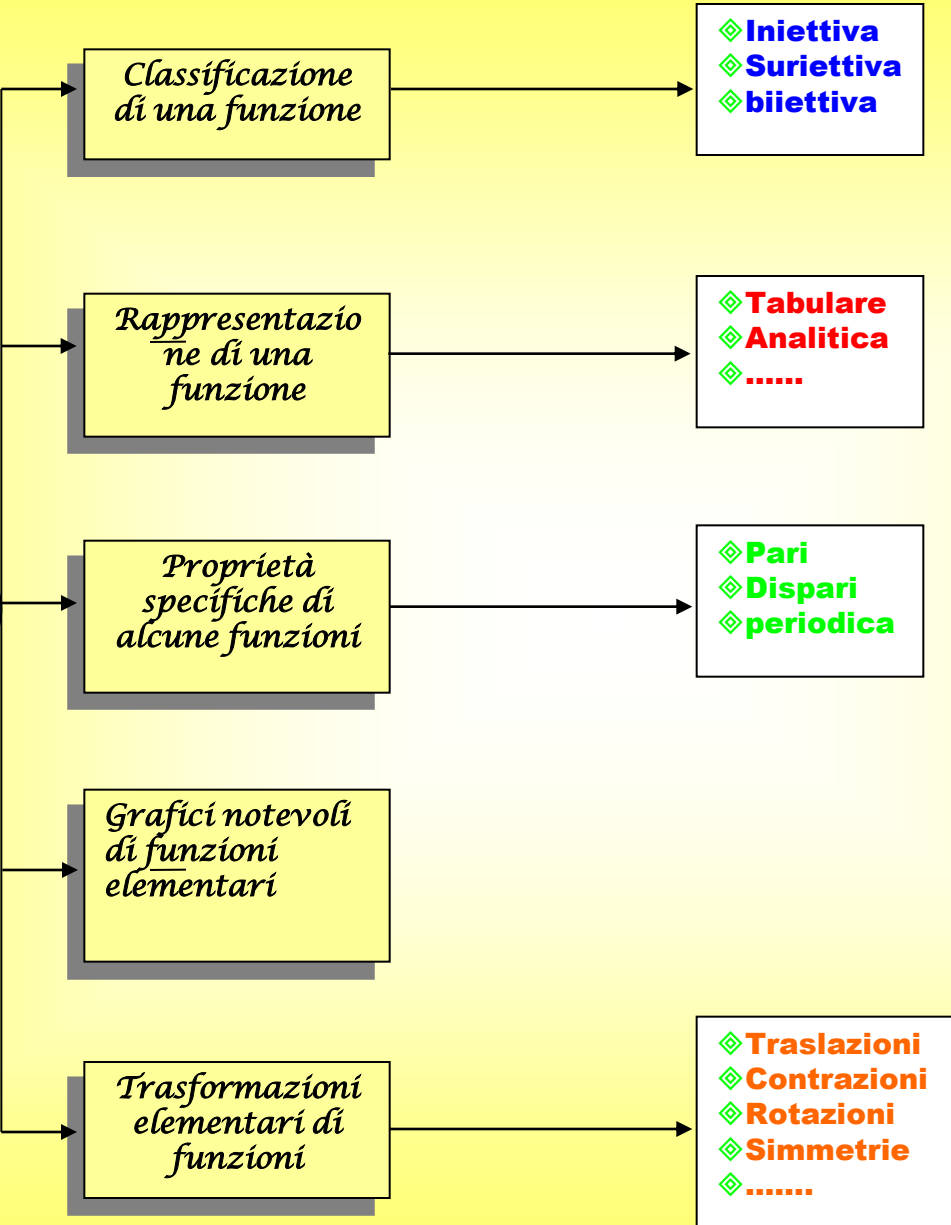 Classificazione
di una funzione
Iniettiva
Suriettiva
biiettiva
Rappresentazio
ne di una
funzione
Tabulare
Analitica
......
Proprietà
specifiche di
alcune funzioni
Pari
Dispari
periodica
Grafici notevoli
di funzioni
elementari
Trasformazioni
elementari di
funzioni
Traslazioni
Contrazioni
Rotazioni
Simmetrie
.......